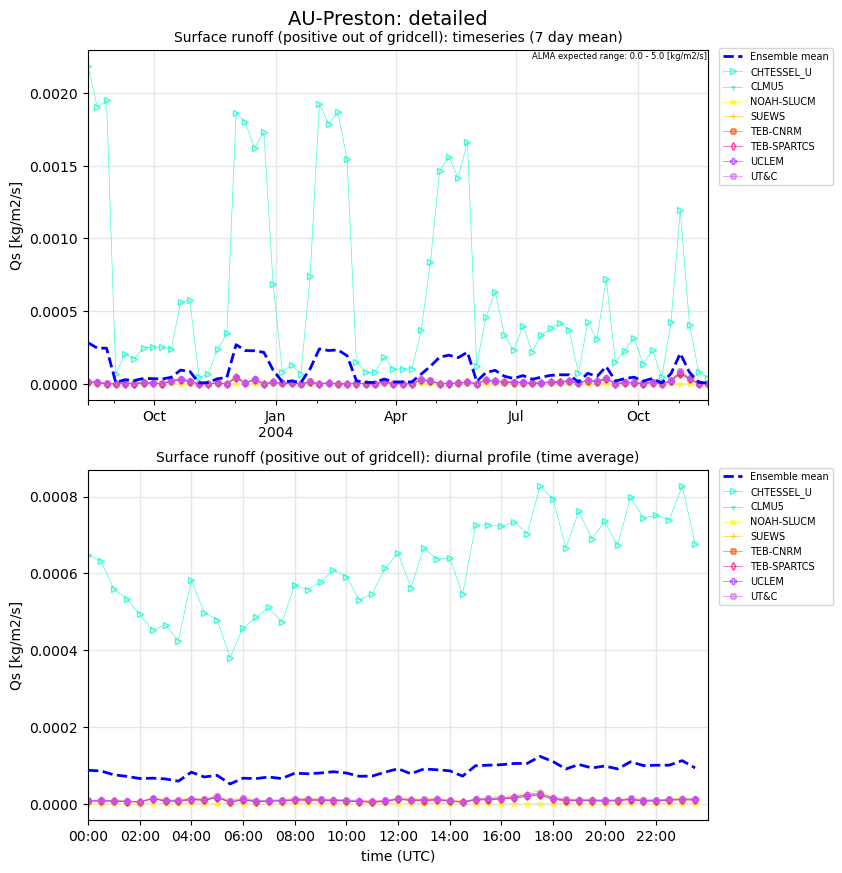 AU-Preston: detailed
Surface runoff (positive out of gridcell): timeseries (7 day mean)
ALMA expected range: 0.0 - 5.0 [kg/m2/s]
Qs [kg/m2/s]
0.0020
0.0015
0.0010
0.0005
0.0000
Oct
Jan
2004
Apr
Jul
Oct
Ensemble mean
CHTESSEL_U
CLMU5
NOAH-SLUCM
SUEWS
TEB-CNRM
TEB-SPARTCS
UCLEM
UT&C
Surface runoff (positive out of gridcell): diurnal profile (time average)
Qs [kg/m2/s]
0.0008
0.0006
0.0004
0.0002
0.0000
00:00
02:00
04:00
06:00
08:00
10:00
12:00
14:00
16:00
18:00
20:00
22:00
time (UTC)
Ensemble mean
CHTESSEL_U
CLMU5
NOAH-SLUCM
SUEWS
TEB-CNRM
TEB-SPARTCS
UCLEM
UT&C